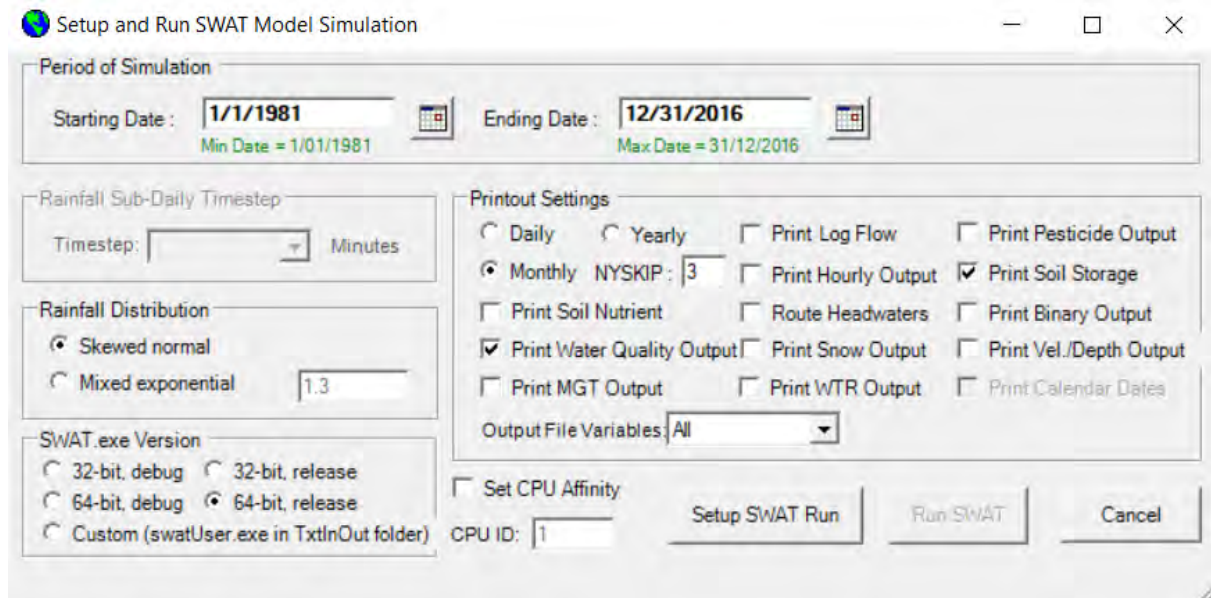 Setup and Run SWAT Model Simulation
Period of Simulation
Starting Date : 1/1/1981 Ending Date : 12/31/2016
Min Date = 1/01/1981 Max Date = 31/12/2016
Rainfall Sub-Daily Timestep
Timestep: Minutes
Rainfall Distribution
Skewed normal
Mixed exponential 1.3
SWAT.exe Version
32-bit, debug 32-bit, release
64-bit, debug 64-bit, release
Custom (swatUser.exe in TxtInOut folder)
Printout Settings
Daily Yearly Print Log Flow Print Pesticide Output
Monthly NYSKIP : 3 Print Hourly Output Print Soil Storage
Print Soil Nutrient Route Headwaters Print Binary Output
Print Water Quality Output Print Snow Output Print Vel./Depth Output
Print MGT Output Print WTR Output Print Calendar Dates
Output File Variables: All
Set CPU Affinity
CPU ID: 1
Setup SWAT Run Run SWAT Cancel